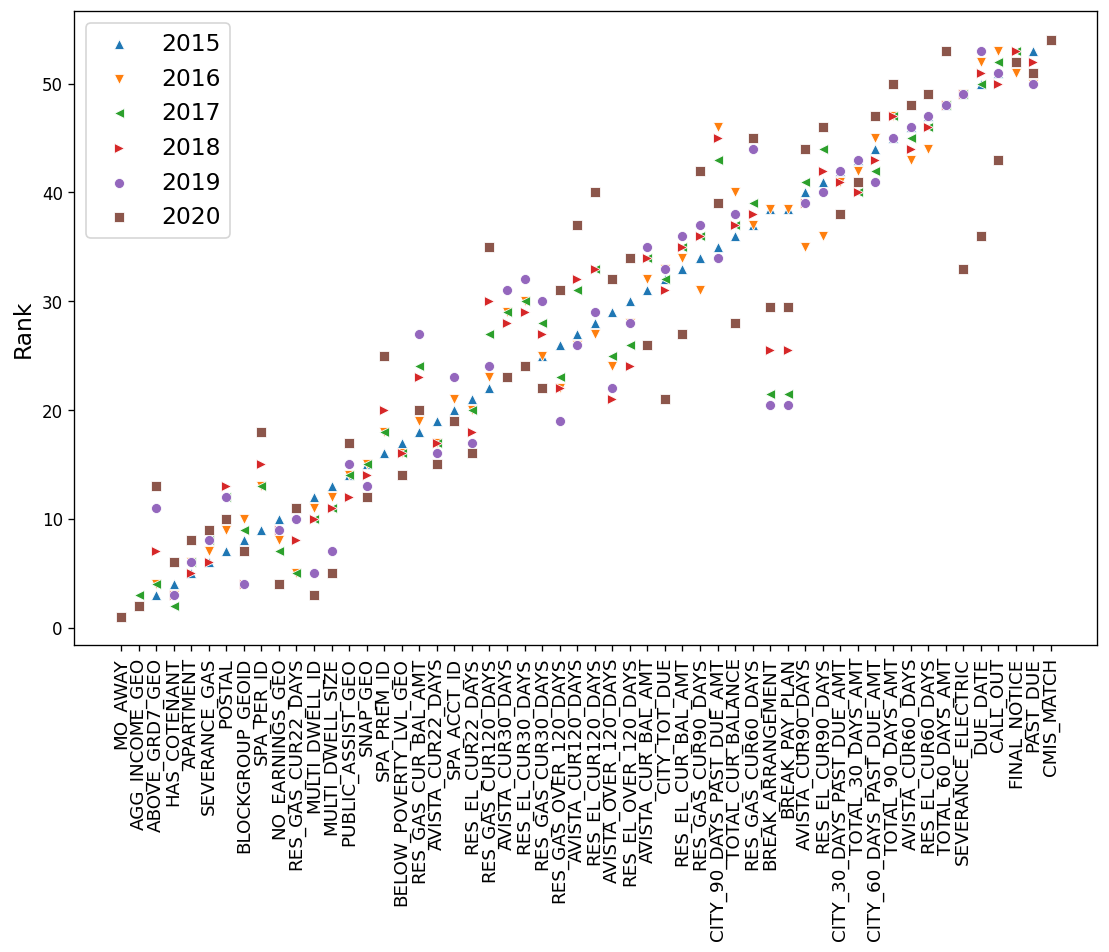 2015
2016
2017
2018
2019
2020
Rank
50
40
30
20
10
0
MO_AWAY
AGG_INCOME_GEO
ABOVE_GRD7_GEO
HAS_COTENANT
APARTMENT
SEVERANCE_GAS
POSTAL
BLOCKGROUP_GEOID
SPA_PER_ID
NO_EARNINGS_GEO
RES_GAS_CUR22_DAYS
MULTI_DWELL_ID
MULTI_DWELL_SIZE
PUBLIC_ASSIST_GEO
SNAP_GEO
SPA_PREM_ID
BELOW_POVERTY_LVL_GEO
RES_GAS_CUR_BAL_AMT
AVISTA_CUR22_DAYS
SPA_ACCT_ID
RES_EL_CUR22_DAYS
RES_GAS_CUR120_DAYS
AVISTA_CUR30_DAYS
RES_EL_CUR30_DAYS
RES_GAS_CUR30_DAYS
RES_GAS_OVER_120_DAYS
AVISTA_CUR120_DAYS
RES_EL_CUR120_DAYS
AVISTA_OVER_120_DAYS
RES_EL_OVER_120_DAYS
AVISTA_CUR_BAL_AMT
CITY_TOT_DUE
RES_EL_CUR_BAL_AMT
RES_GAS_CUR90_DAYS
CITY_90_DAYS_PAST_DUE_AMT
TOTAL_CUR_BALANCE
RES_GAS_CUR60_DAYS
BREAK_ARRANGEMENT
BREAK_PAY_PLAN
AVISTA_CUR90_DAYS
RES_EL_CUR90_DAYS
CITY_30_DAYS_PAST_DUE_AMT
TOTAL_30_DAYS_AMT
CITY_60_DAYS_PAST_DUE_AMT
TOTAL_90_DAYS_AMT
AVISTA_CUR60_DAYS
RES_EL_CUR60_DAYS
TOTAL_60_DAYS_AMT
SEVERANCE_ELECTRIC
DUE_DATE
CALL_OUT
FINAL_NOTICE
PAST_DUE
CMIS_MATCH